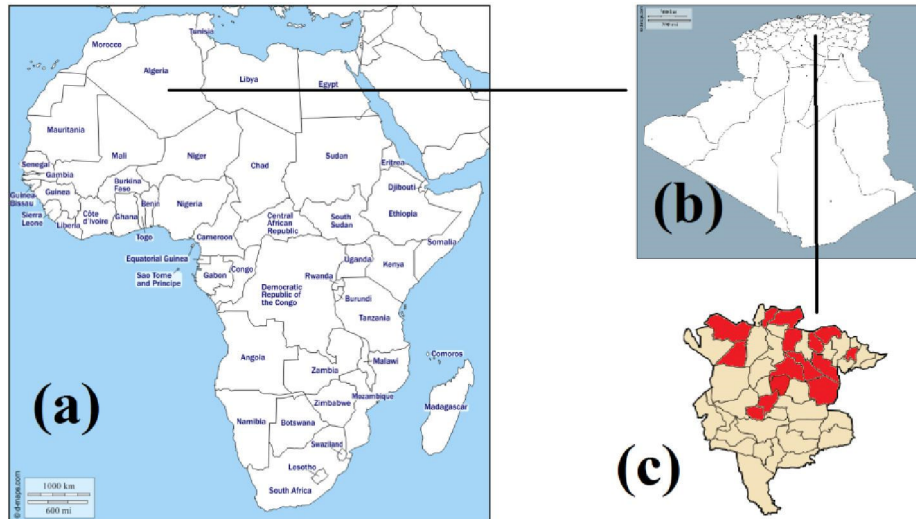 Tunisia
Morocco
Algeria
Libya
Egypt
Mauritania
Mali
Niger
Chad
Sudan
Eritrea
Senegal
Gambia
Burkina
Faso
Djibouti
Guinea-
Bissau
Guinea
Benin
Nigeria
Sierra
Leone
Côte
d'Ivoire
Ghana
Liberia
Togo
Central
African
Republic
South
Sudan
Ethiopia
Cameroon
Somalia
Equatorial Guinea
Uganda
Kenya
Sao Tome
and Principe
Gabon
Congo
Rwanda
Democratic
Republic of
the Congo
Burundi
Tanzania
Comoros
Angola
Malawi
Zambia
Mozambique
Zimbabwe
Madagascar
Namibia
Botswana
Swaziland
Lesotho
South Africa
1000 km
600 mi
© d-maps.com
(a)
(b)
(c)